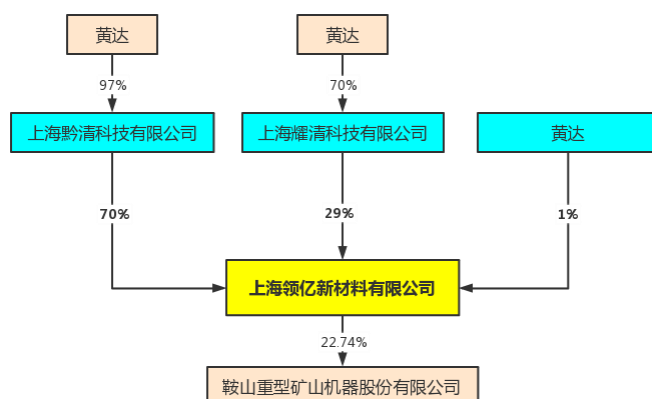 黄达
黄达
97%
70%
上海黔清科技有限公司
上海燿清科技有限公司
黄达
70%
29%
1%
上海领亿新材料有限公司
22.74%
鞍山重型矿山机器股份有限公司